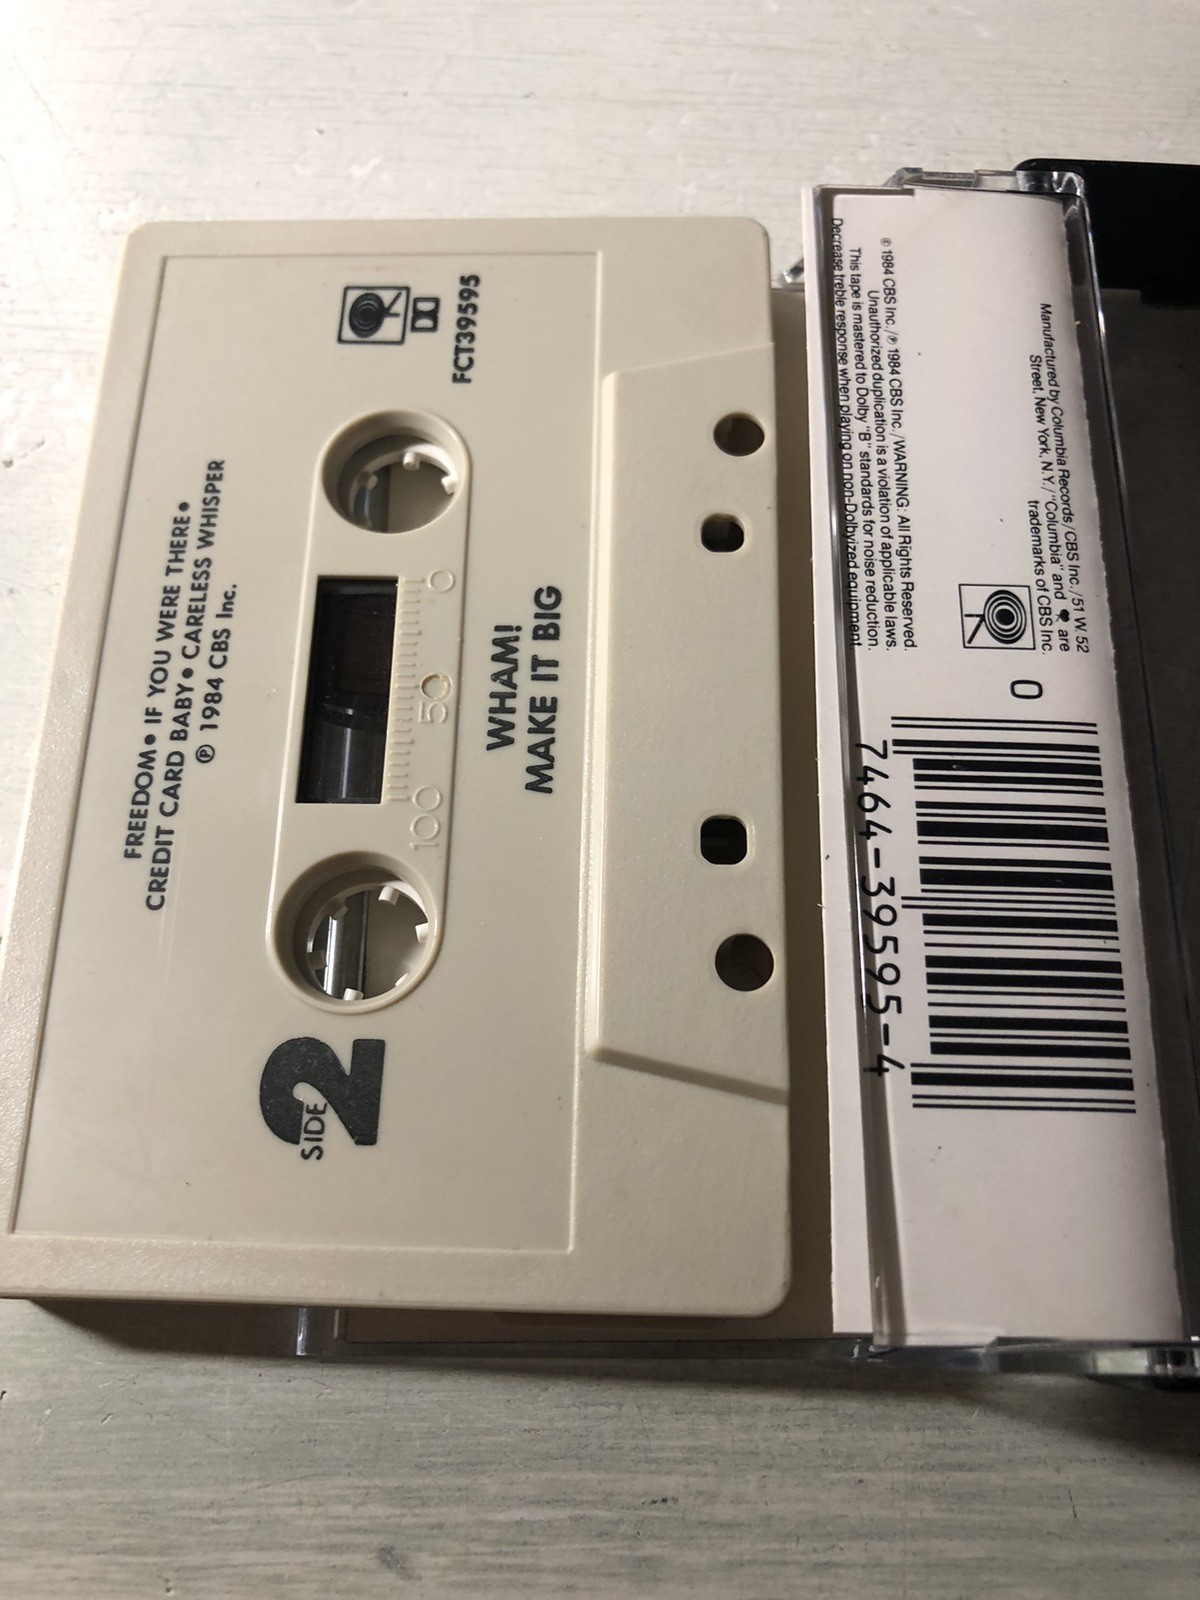 FREEDOM • IF YOU WERE THERE •
CREDIT CARD BABY • CARELESS WHISPER
℗ 1984 CBS Inc.
SIDE 2
100 50 0
FCT39595
WHAM!
MAKE IT BIG
Manufactured by Columbia Records/CBS Inc./51 W. 52
Street, New York, N.Y./"Columbia" and are
trademarks of CBS Inc.
© 1984 CBS Inc./℗ 1984 CBS Inc./WARNING: All Rights Reserved.
Unauthorized duplication is a violation of applicable laws.
This tape is mastered to Dolby "B" standards for noise reduction.
Decrease treble response when playing on non-Dolbyized equipment.
0
7464-39595-4